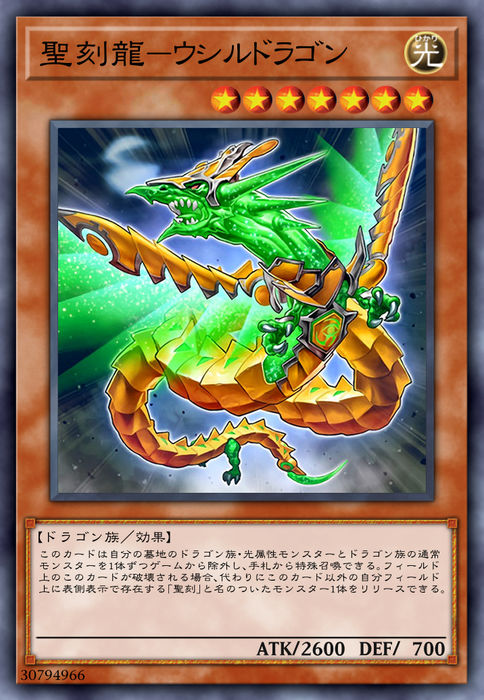 聖刻龍－ウシルドラゴン
ひかり
光
【ドラゴン族／効果】
このカードは自分の墓地のドラゴン族・光属性モンスターとドラゴン族の通常
モンスターを1体ずつゲームから除外し、手札から特殊召喚できる。フィールド
上のこのカードが破壊される場合、代わりにこのカード以外の自分フィールド
上に表側表示で存在する「聖刻」と名のついたモンスター1体をリリースできる。
ATK/2600 DEF/ 700
30794966